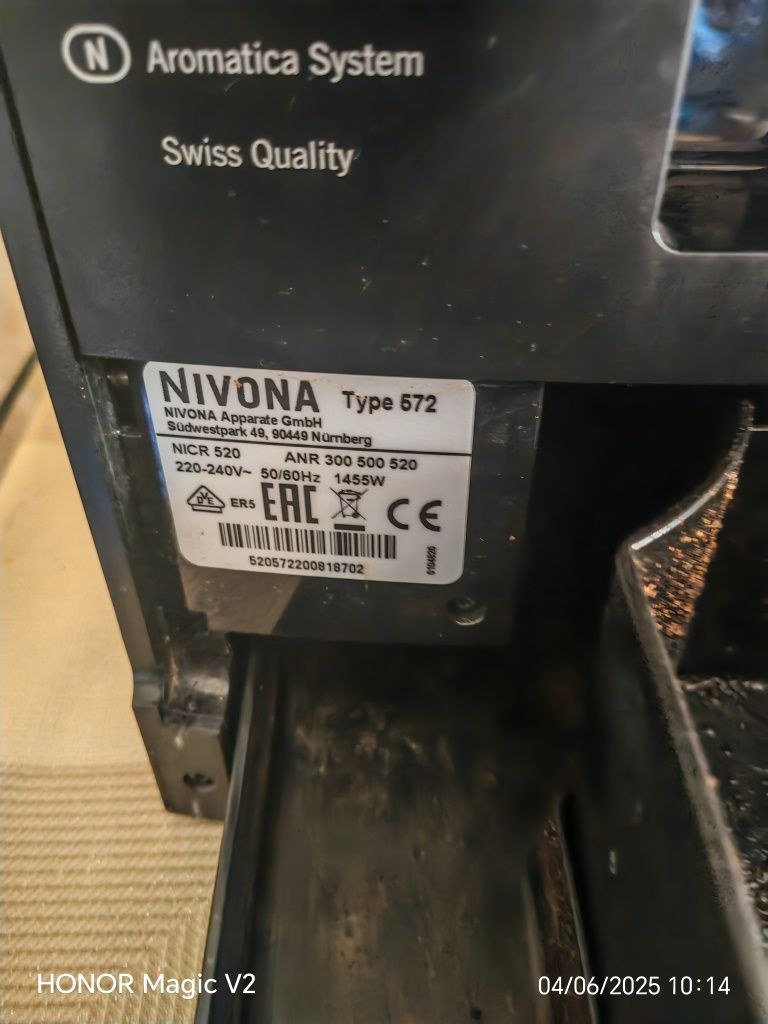 N Aromatica System
Swiss Quality
NIVONA Type 572
NIVONA Apparate GmbH
Südwestpark 49, 90449 Nürnberg
NICR 520 ANR 300 500 520
220-240V~ 50/60Hz 1455W
DVE ER5 EAC CE
520572200818702
HONOR Magic V2
04/06/2025 10:14